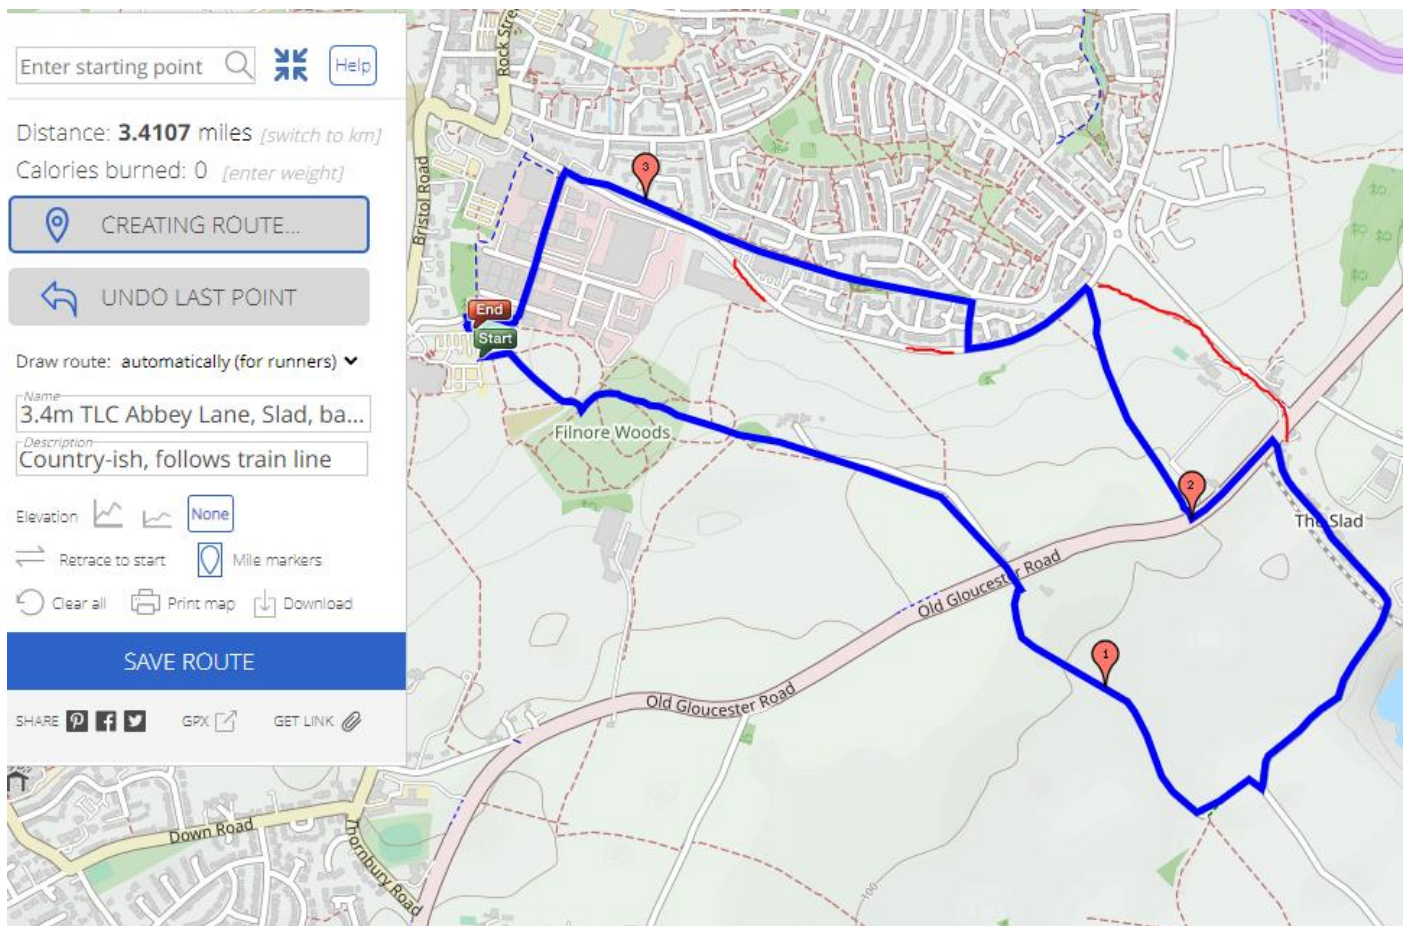 Enter starting point
Help
Distance: 3.4107 miles [switch to km]
Calories burned: 0 [enter weight]
CREATING ROUTE...
UNDO LAST POINT
Draw route: automatically (for runners)
Name
3.4m TLC Abbey Lane, Slad, ba...
Description
Country-ish, follows train line
Elevation None
Retrace to start Mile markers
Clear all Print map Download
SAVE ROUTE
SHARE GPX GET LINK
Bristol Road
3
End
Start
Filnore Woods
2
The Slad
Old Gloucester Road
1
Old Gloucester Road
Down Road
Thornbury Road
100